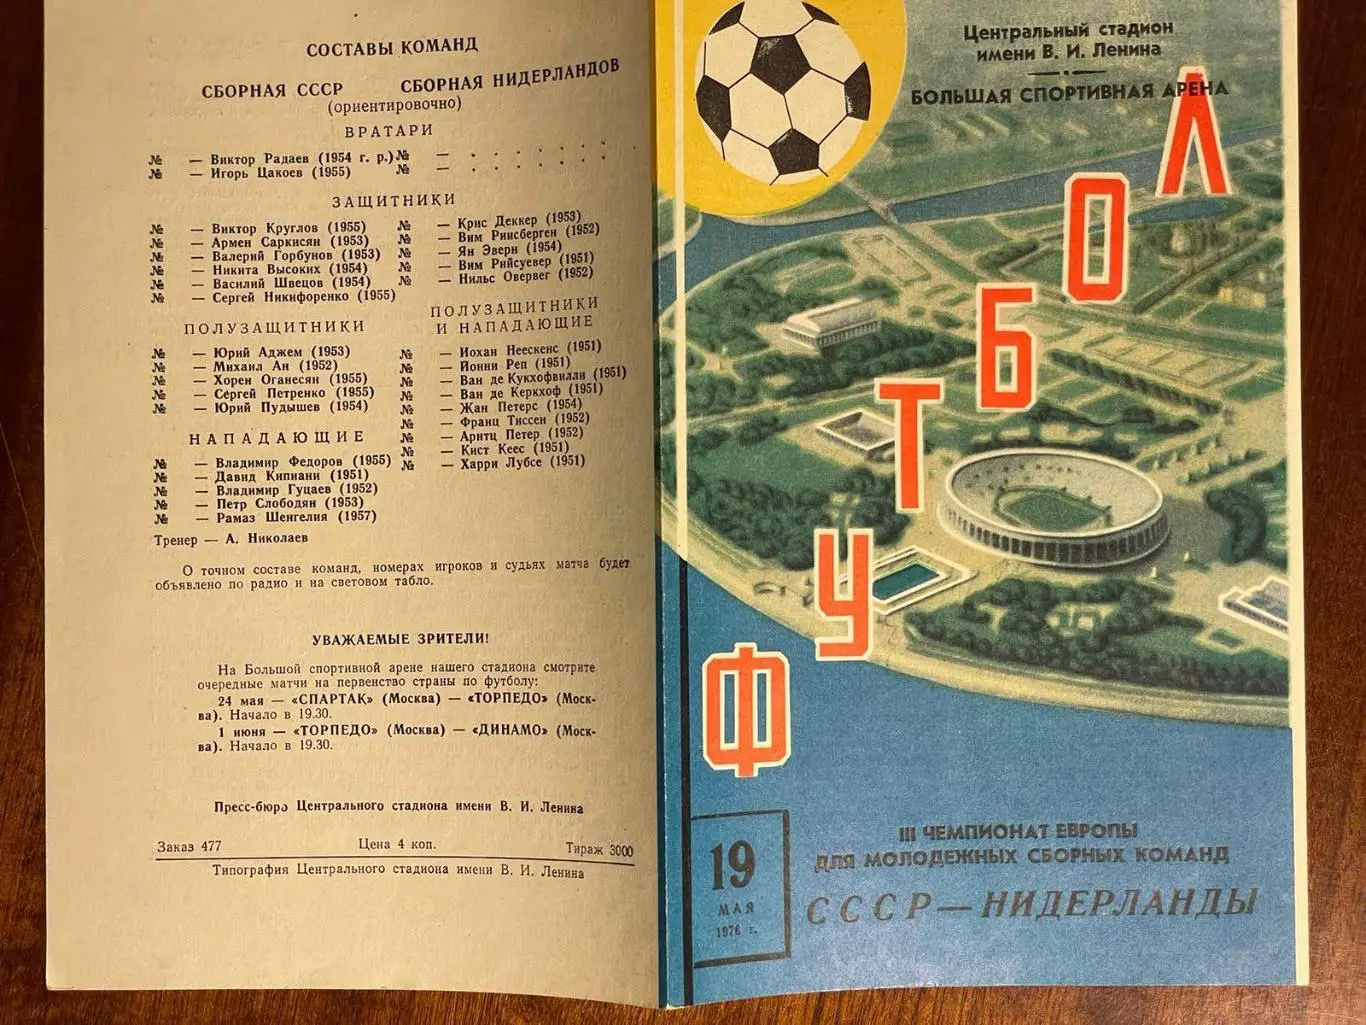 СОСТАВЫ КОМАНД
СБОРНАЯ СССР СБОРНАЯ НИДЕРЛАНДОВ
(ориентировочно)
ВРАТАРИ
№ — Виктор Радаев (1954 г. р.)
№ — Игорь Цакоев (1955)
№ — . . . . .
№ — . . . . .
ЗАЩИТНИКИ
№ — Виктор Круглов (1955)
№ — Армен Саркисян (1953)
№ — Валерий Горбунов (1953)
№ — Никита Высоких (1954)
№ — Василий Швецов (1954)
№ — Сергей Никифоренко (1955)
№ — Крис Деккер (1953)
№ — Вим Риисберген (1952)
№ — Ян Эверн (1954)
№ — Вим Рийсуевер (1951)
№ — Нильс Овервег (1952)
ПОЛУЗАЩИТНИКИ
№ — Юрий Аджем (1953)
№ — Михаил Ан (1952)
№ — Хорен Оганесян (1955)
№ — Сергей Петренко (1955)
№ — Юрий Пудышев (1954)
НАПАДАЮЩИЕ
№ — Владимир Федоров (1955)
№ — Давид Кипиани (1951)
№ — Владимир Гуцаев (1952)
№ — Петр Слободян (1953)
№ — Рамаз Шенгелия (1957)
Тренер — А. Николаев
ПОЛУЗАЩИТНИКИ
И НАПАДАЮЩИЕ
№ — Иохан Неескенс (1951)
№ — Йонни Реп (1951)
№ — Ван де Кукхофвилли (1951)
№ — Ван де Керкхоф (1951)
№ — Жан Петерс (1954)
№ — Франц Тиссен (1952)
№ — Арнтц Петер (1952)
№ — Кист Кеес (1951)
№ — Харри Лубсе (1951)
О точном составе команд, номерах игроков и судьях матча будет
объявлено по радио и на световом табло.
УВАЖАЕМЫЕ ЗРИТЕЛИ!
На Большой спортивной арене нашего стадиона смотрите
очередные матчи на первенство страны по футболу:
24 мая — «СПАРТАК» (Москва) — «ТОРПЕДО» (Моск-
ва). Начало в 19.30.
1 июня — «ТОРПЕДО» (Москва) — «ДИНАМО» (Моск-
ва). Начало в 19.30.
Пресс-бюро Центрального стадиона имени В. И. Ленина
Заказ 477 Цена 4 коп. Тираж 3000
Типография Центрального стадиона имени В. И. Ленина
Центральный стадион
имени В. И. Ленина
БОЛЬШАЯ СПОРТИВНАЯ АРЕНА
ФУТБОЛ
19
МАЯ
1976 г.
III ЧЕМПИОНАТ ЕВРОПЫ
ДЛЯ МОЛОДЕЖНЫХ СБОРНЫХ КОМАНД
СССР—НИДЕРЛАНДЫ